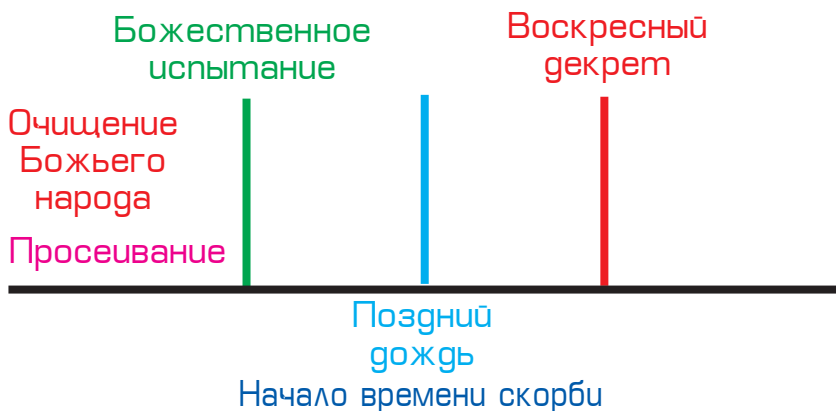 Божественное
испытание
Воскресный
декрет
Очищение
Божьего
народа
Просеивание
Поздний
дождь
Начало времени скорби